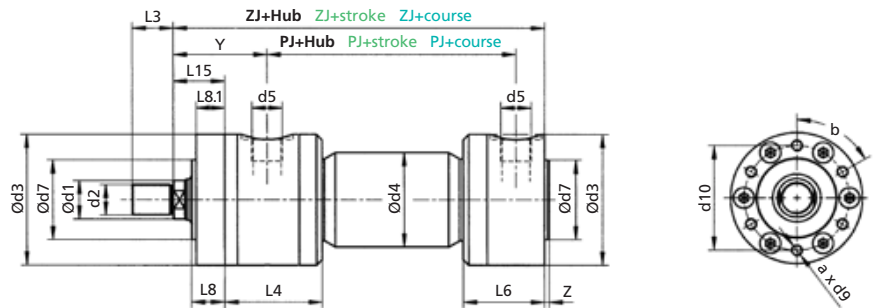 L3
ZJ+Hub ZJ+stroke ZJ+course
Y
PJ+Hub PJ+stroke PJ+course
L15
L8.1
d5
d5
Ød3
Ød7
Ød1
d2
Ød4
Ød7
Ød3
L8
L4
L6
Z
b
d10
a x d9